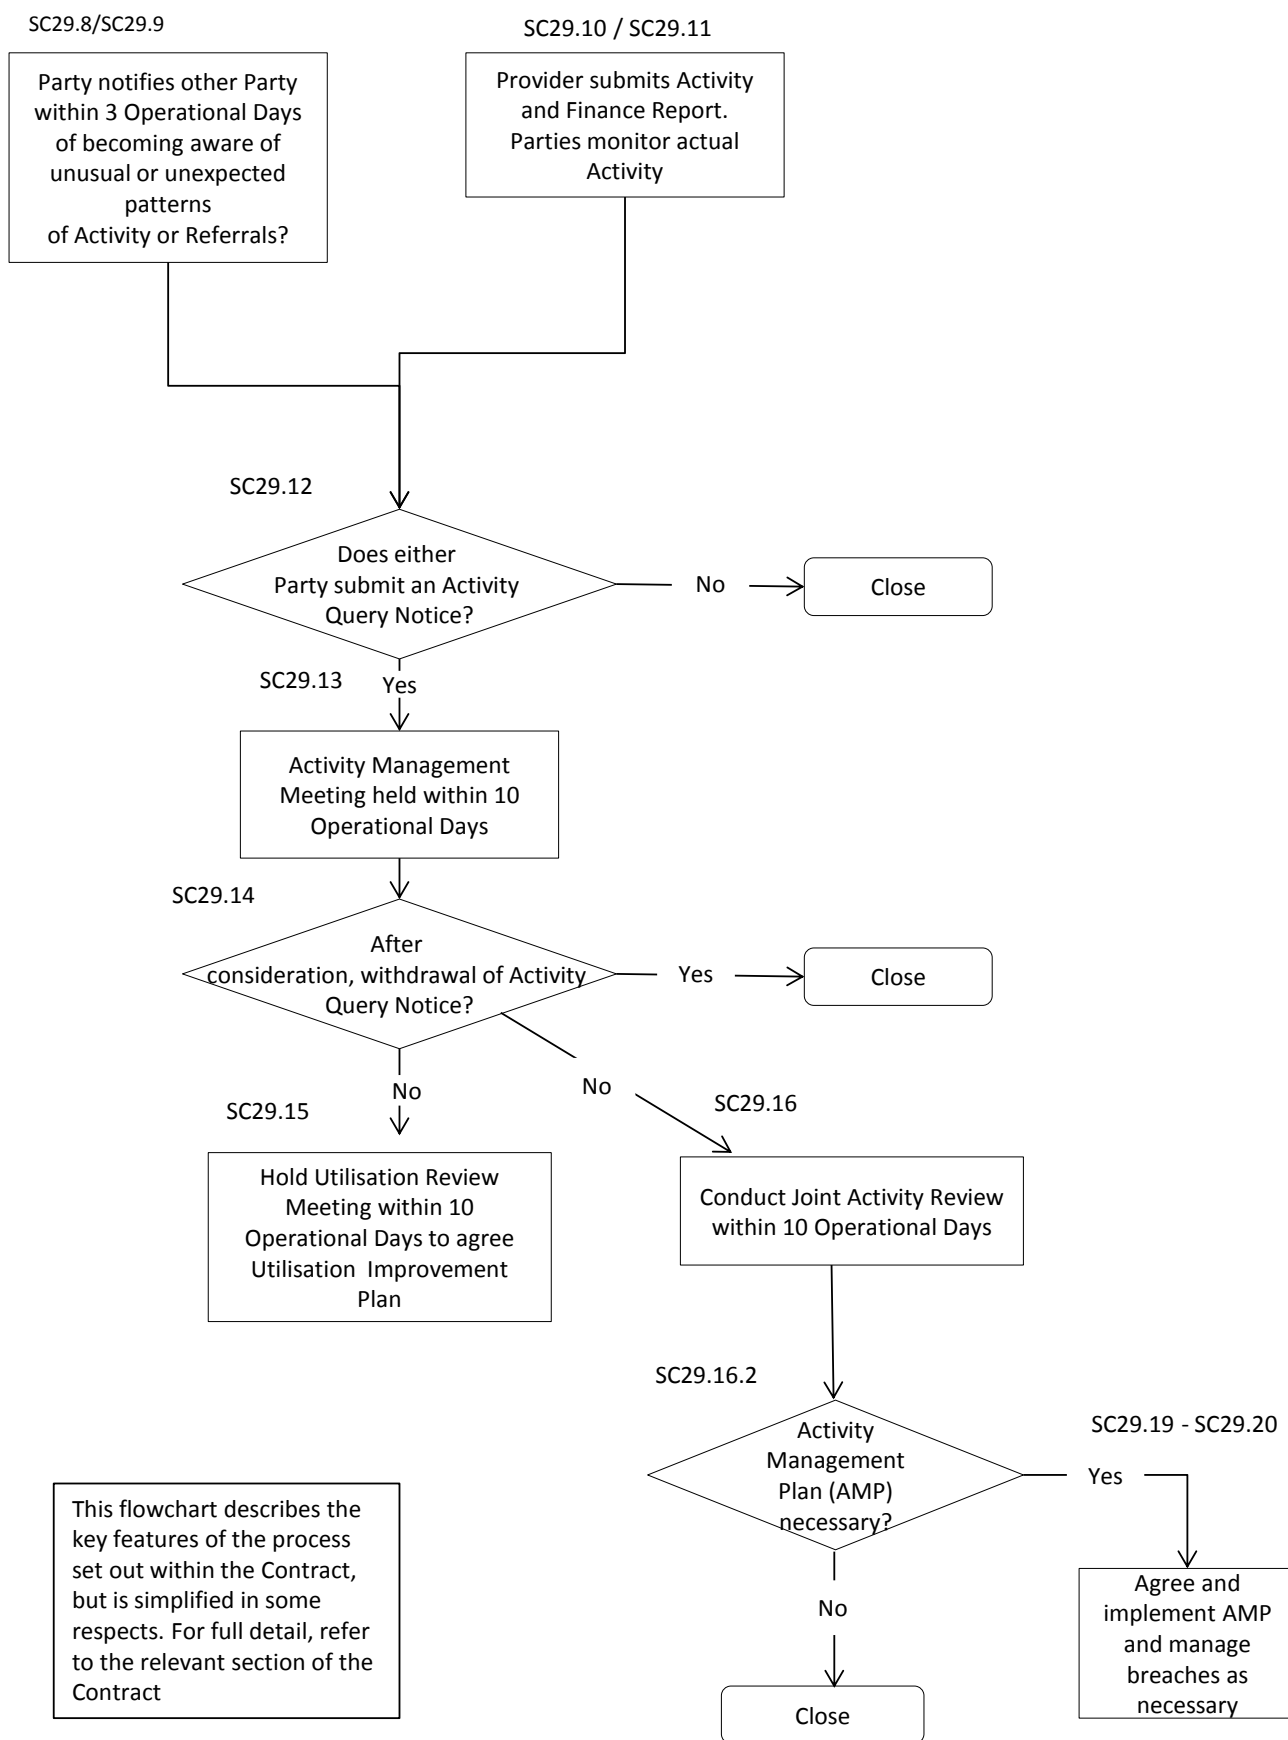 SC29.8/SC29.9
SC29.10 / SC29.11
Party notifies other Party
within 3 Operational Days
of becoming aware of
unusual or unexpected
patterns
of Activity or Referrals?
Provider submits Activity
and Finance Report.
Parties monitor actual
Activity
SC29.12
Does either
Party submit an Activity
Query Notice?
No
Close
SC29.13
Yes
Activity Management
Meeting held within 10
Operational Days
SC29.14
After
consideration, withdrawal of Activity
Query Notice?
Yes
Close
No
No
SC29.15
SC29.16
Hold Utilisation Review
Meeting within 10
Operational Days to agree
Utilisation Improvement
Plan
Conduct Joint Activity Review
within 10 Operational Days
SC29.16.2
Activity
Management
Plan (AMP)
necessary?
SC29.19 - SC29.20
Yes
No
Agree and
implement AMP
and manage
breaches as
necessary
Close
This flowchart describes the
key features of the process
set out within the Contract,
but is simplified in some
respects. For full detail, refer
to the relevant section of the
Contract